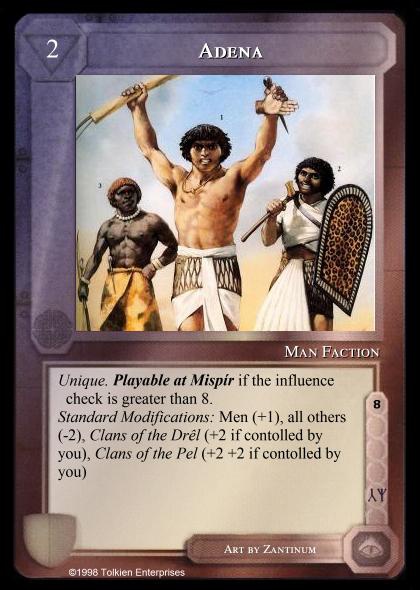 2
ADENA
1
2
3
MAN FACTION
Unique. Playable at Mispír if the influence
check is greater than 8.
Standard Modifications: Men (+1), all others
(-2), Clans of the Drêl (+2 if contolled by
you), Clans of the Pel (+2 +2 if controlled by
you)
8
ART BY ZANTINUM
©1998 Tolkien Enterprises